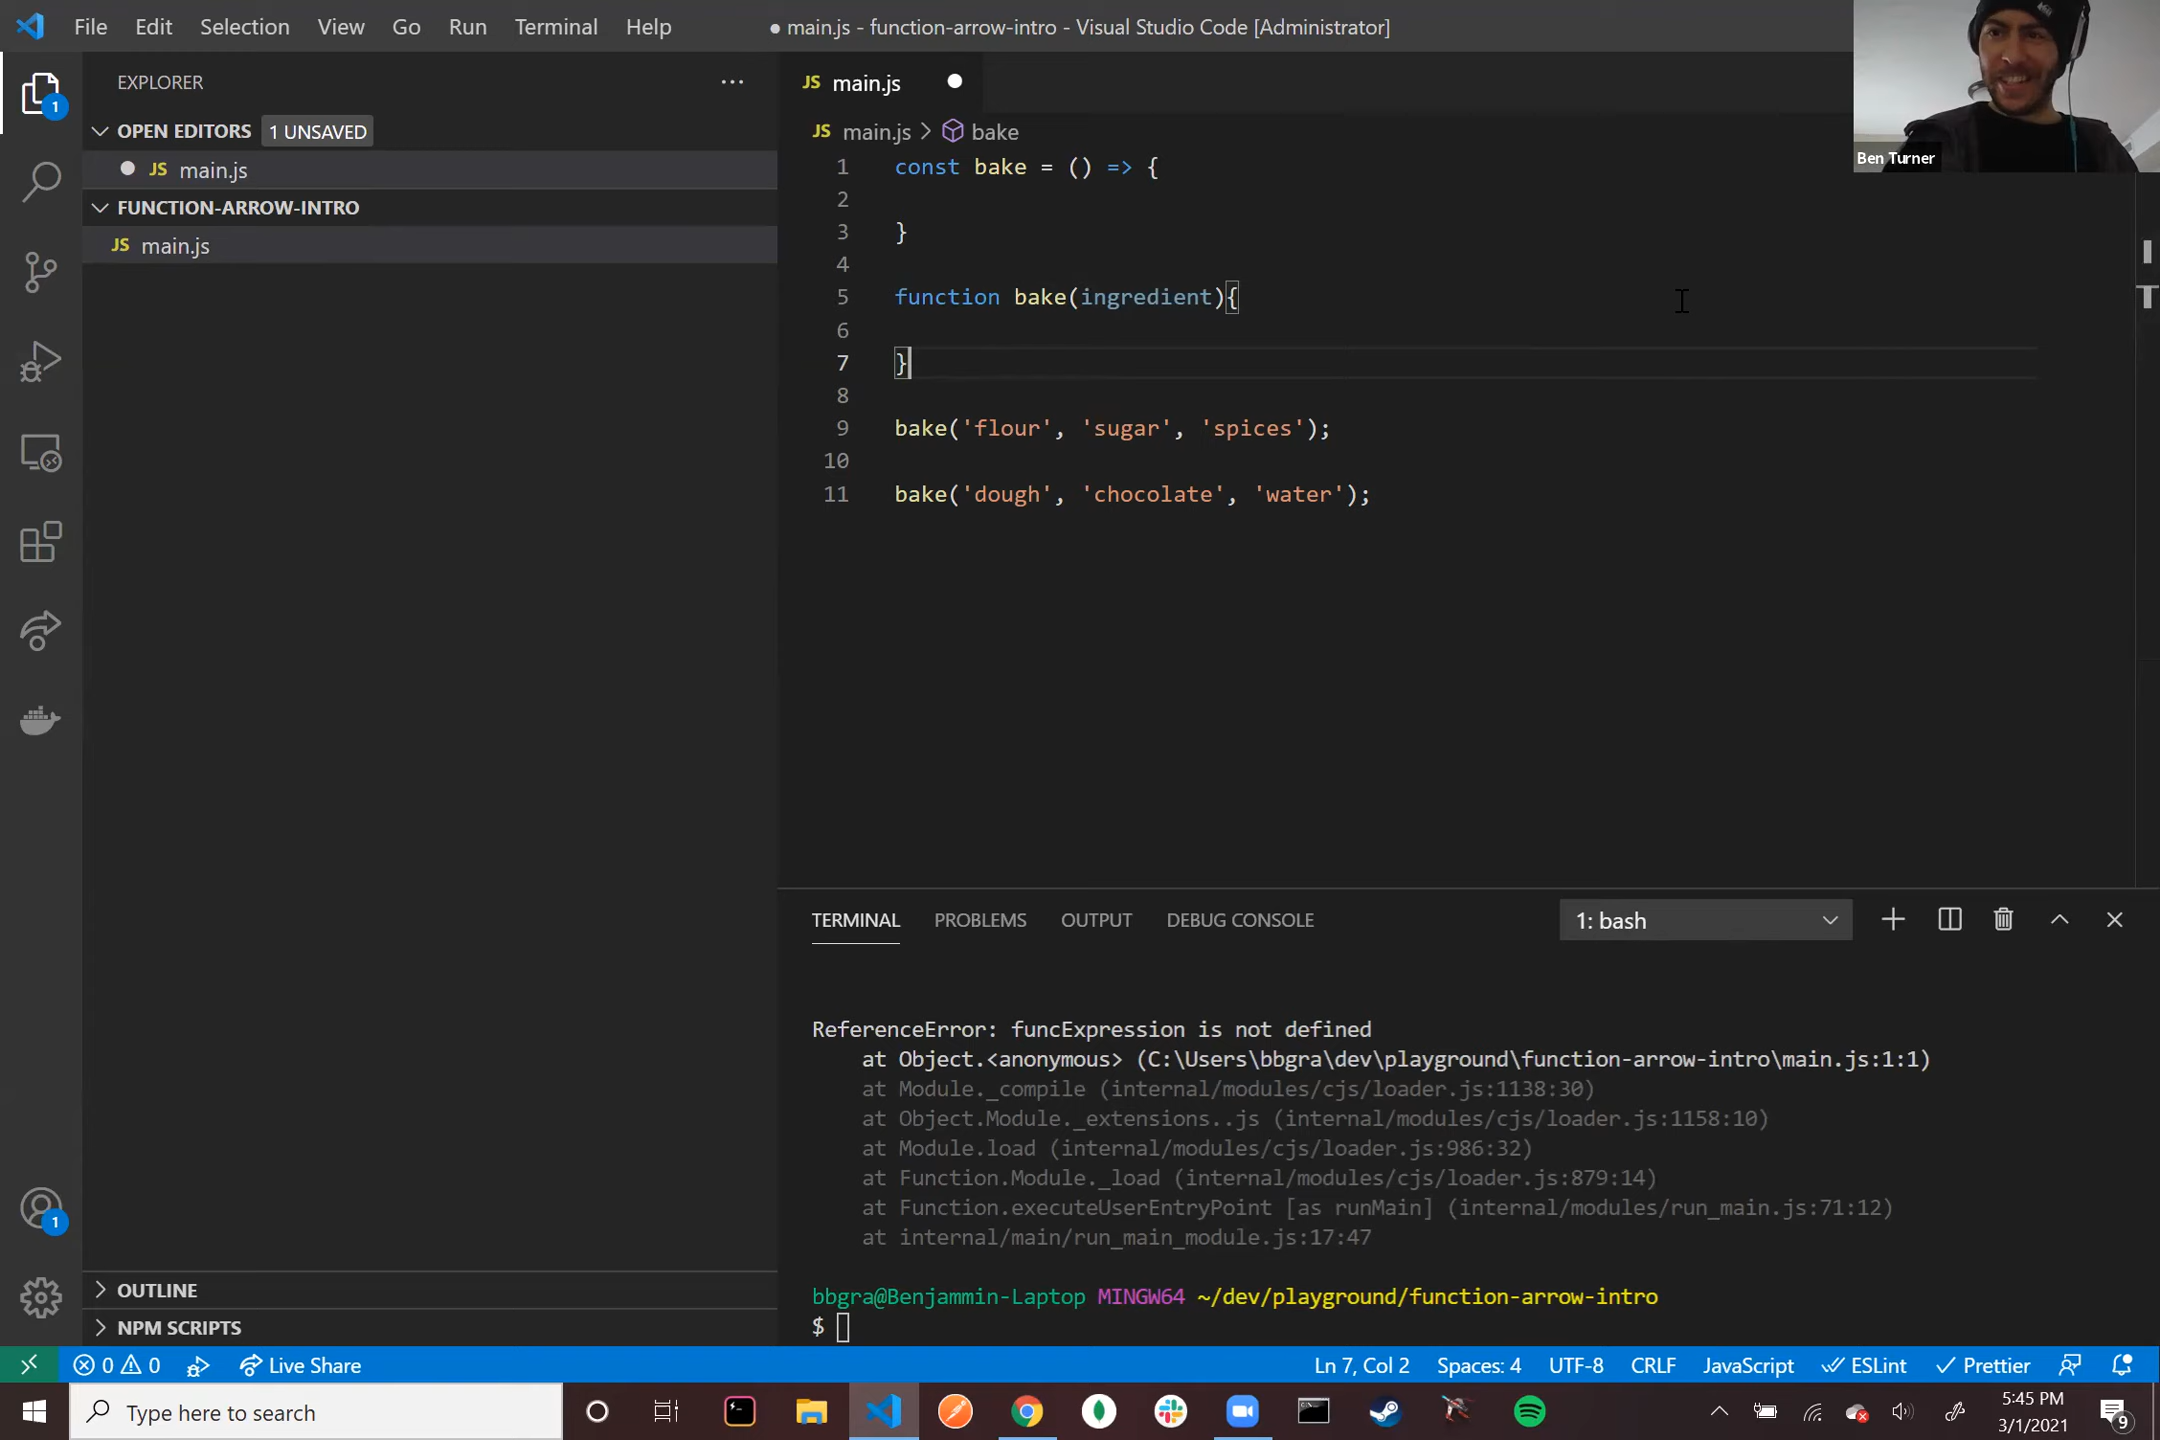 File Edit Selection View Go Run Terminal Help
● main.js - function-arrow-intro - Visual Studio Code [Administrator]
Ben Turner
EXPLORER
OPEN EDITORS 1 UNSAVED
JS main.js
FUNCTION-ARROW-INTRO
JS main.js
1
OUTLINE
NPM SCRIPTS
1
JS main.js
JS main.js > bake
1 const bake = () => {
2
3 }
4
5 function bake(ingredient){
6
7 }
8
9 bake('flour', 'sugar', 'spices');
10
11 bake('dough', 'chocolate', 'water');
TERMINAL PROBLEMS OUTPUT DEBUG CONSOLE 1: bash
ReferenceError: funcExpression is not defined
at Object.<anonymous> (C:\Users\bbgra\dev\playground\function-arrow-intro\main.js:1:1)
at Module._compile (internal/modules/cjs/loader.js:1138:30)
at Object.Module._extensions..js (internal/modules/cjs/loader.js:1158:10)
at Module.load (internal/modules/cjs/loader.js:986:32)
at Function.Module._load (internal/modules/cjs/loader.js:879:14)
at Function.executeUserEntryPoint [as runMain] (internal/modules/run_main.js:71:12)
at internal/main/run_main_module.js:17:47
bbgra@Benjammin-Laptop MINGW64 ~/dev/playground/function-arrow-intro
$
0 0 Live Share Ln 7, Col 2 Spaces: 4 UTF-8 CRLF JavaScript ESLint Prettier
Type here to search
5:45 PM
3/1/2021
9